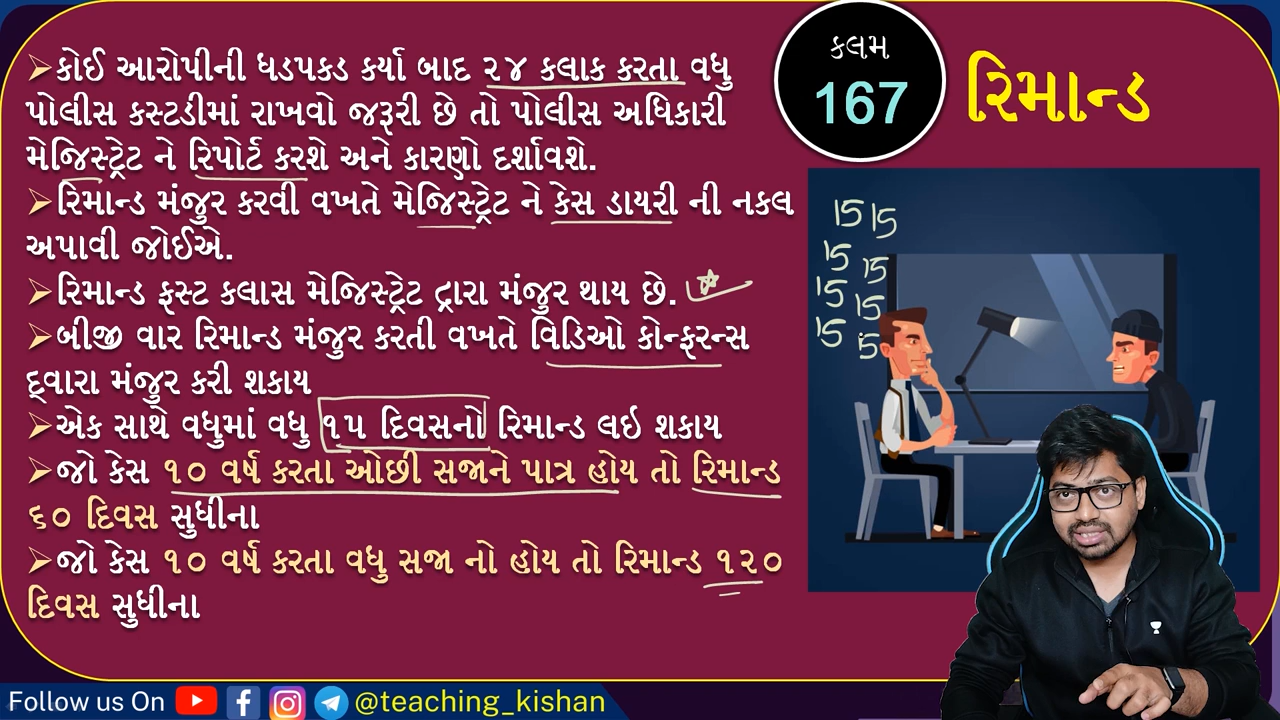 ➢કોઈ આરોપીની ધડપકડ કર્યા બાદ ૨૪ કલાક કરતા વધુ
પોલીસ કસ્ટડીમાં રાખવો જરૂરી છે તો પોલીસ અધિકારી
મેજિસ્ટ્રેટ ને રિપોર્ટ કરશે અને કારણો દર્શાવશે.
➢રિમાન્ડ મંજુર કરવી વખતે મેજિસ્ટ્રેટ ને કેસ ડાયરી ની નકલ
અપાવી જોઈએ.
➢રિમાન્ડ ફસ્ટ કલાસ મેજિસ્ટ્રેટ દ્રારા મંજુર થાય છે.
➢બીજી વાર રિમાન્ડ મંજુર કરતી વખતે વિડિઓ કોન્ફરન્સ
દ્વારા મંજુર કરી શકાય
➢એક સાથે વધુમાં વધુ ૧૫ દિવસનો રિમાન્ડ લઇ શકાય
➢જો કેસ ૧૦ વર્ષ કરતા ઓછી સજાને પાત્ર હોય તો રિમાન્ડ
૬૦ દિવસ સુધીના
➢જો કેસ ૧૦ વર્ષ કરતા વધુ સજા નો હોય તો રિમાન્ડ ૧૨૦
દિવસ સુધીના
કલમ
167
રિમાન્ડ
15 15
15 15
15 15
15 15
Follow us On @teaching_kishan